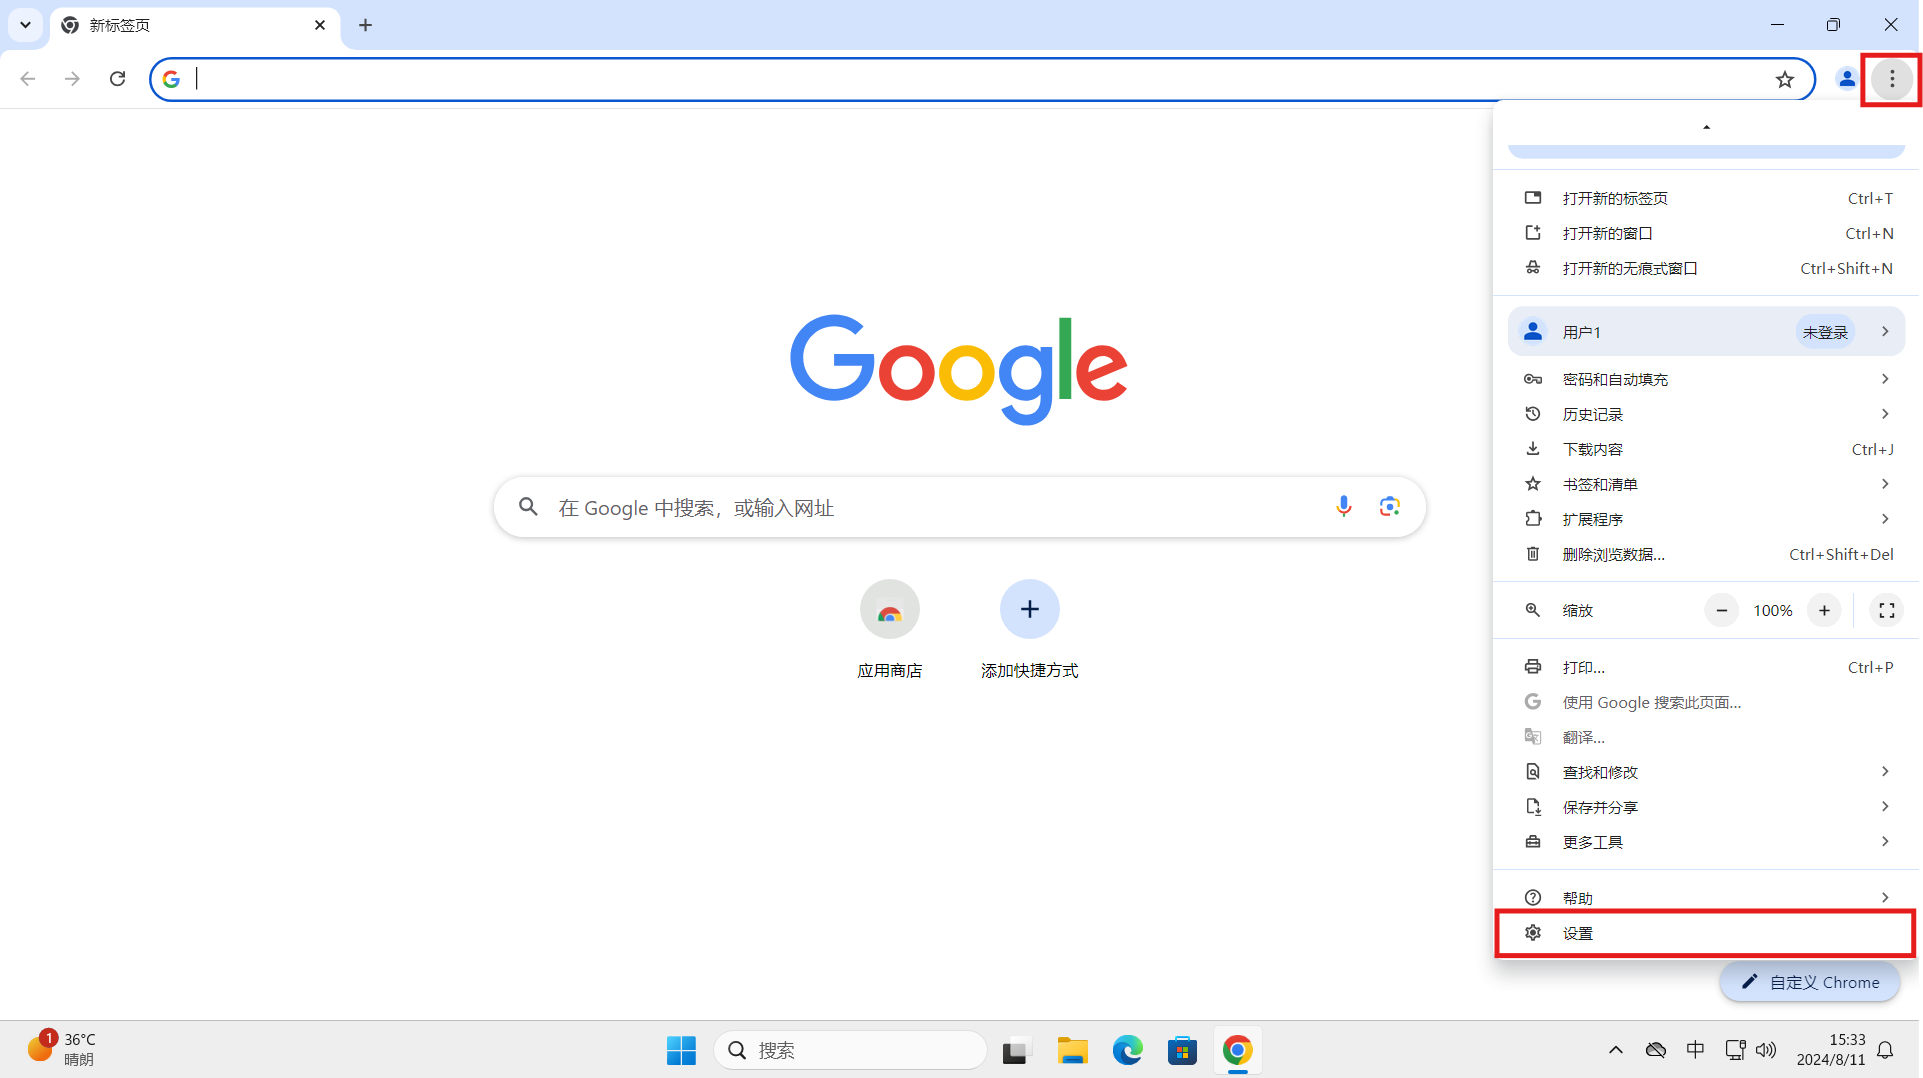 新标签页
打开新的标签页 Ctrl+T
打开新的窗口 Ctrl+N
打开新的无痕式窗口 Ctrl+Shift+N
用户1 未登录
密码和自动填充
历史记录
下载内容 Ctrl+J
书签和清单
扩展程序
删除浏览数据... Ctrl+Shift+Del
缩放 100%
打印... Ctrl+P
使用 Google 搜索此页面...
翻译...
查找和修改
保存并分享
更多工具
帮助
设置
Google
在 Google 中搜索，或输入网址
应用商店
添加快捷方式
自定义 Chrome
1
36°C
晴朗
搜索
中
15:33
2024/8/11